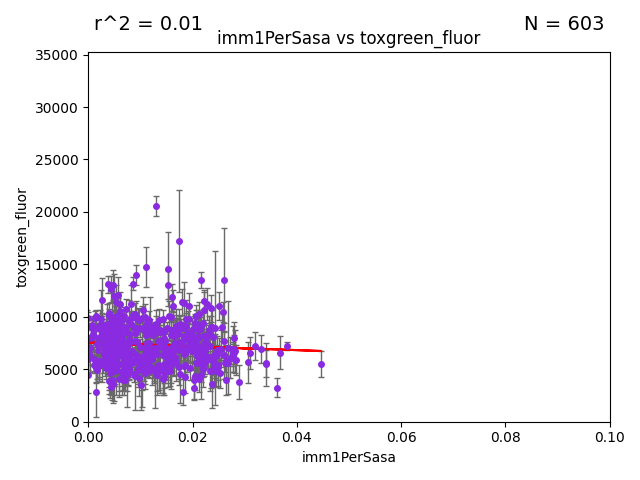 r^2 = 0.01
N = 603
imm1PerSasa vs toxgreen_fluor
35000
30000
25000
20000
15000
10000
5000
0
toxgreen_fluor
0.00
0.02
0.04
0.06
0.08
0.10
imm1PerSasa